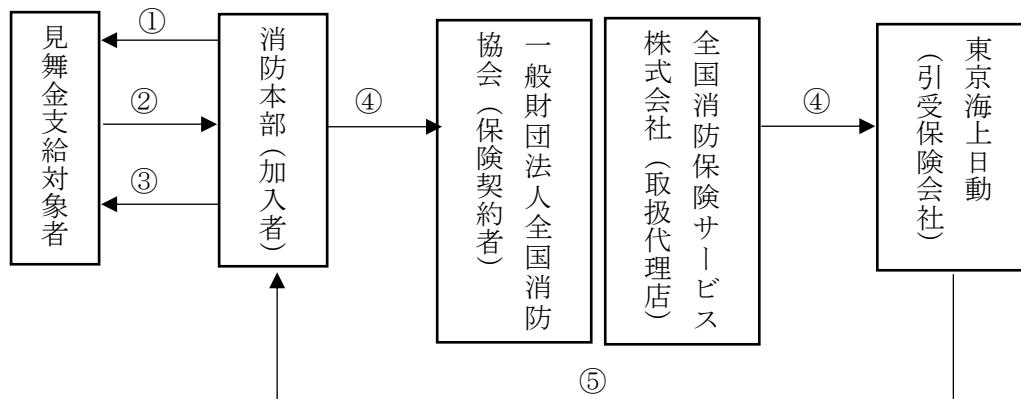 ①
②
③
見舞金支給対象者
消防本部（加入者）
④
一般財団法人全国消防
協会（保険契約者）
全国消防保険サービス
株式会社（取扱代理店）
④
東京海上日動
（引受保険会社）
⑤